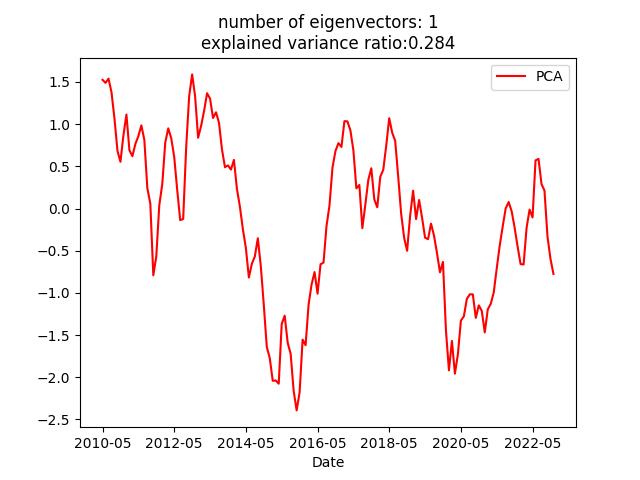 number of eigenvectors: 1
explained variance ratio:0.284
PCA
1.5
1.0
0.5
0.0
−0.5
−1.0
−1.5
−2.0
−2.5
2010-05 2012-05 2014-05 2016-05 2018-05 2020-05 2022-05
Date